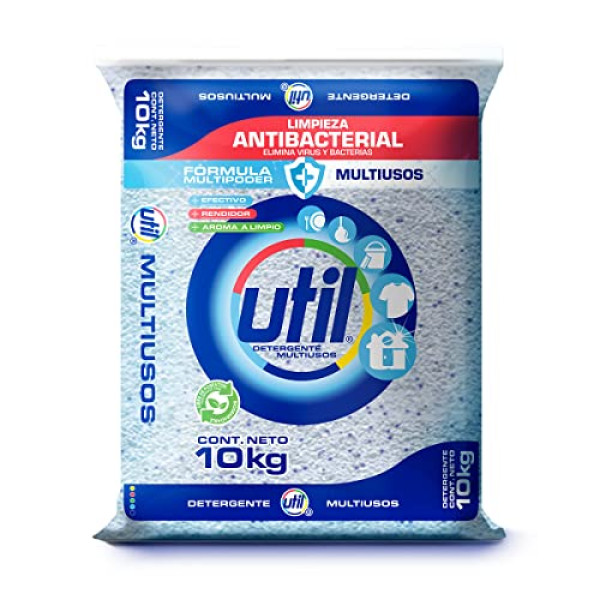 DETERGENTE
MULTIUSOS
util
DETERGENTE
CONT. NETO
10kg
LIMPIEZA
ANTIBACTERIAL
ELIMINA VIRUS Y BACTERIAS
FÓRMULA
MULTIPODER
MULTIUSOS
+ EFECTIVO
+ RENDIDOR
+ AROMA A LIMPIO
util®
MULTIUSOS
util®
DETERGENTE
MULTIUSOS
CONT. NETO
10kg
DETERGENTE
CONT. NETO
10kg
DETERGENTE util MULTIUSOS